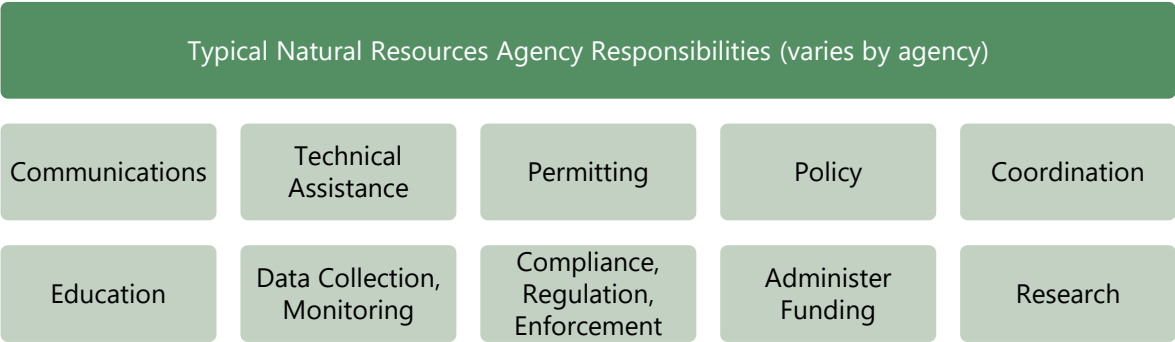 Typical Natural Resources Agency Responsibilities (varies by agency)
Communications
Technical
Assistance
Permitting
Policy
Coordination
Education
Data Collection,
Monitoring
Compliance,
Regulation,
Enforcement
Administer
Funding
Research